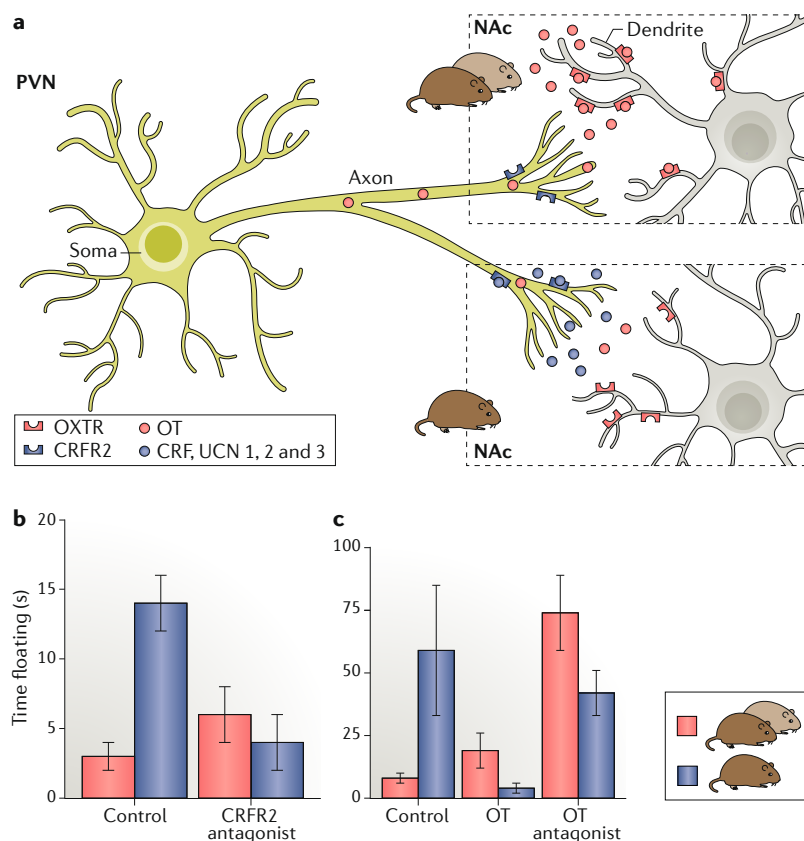 a
PVN
NAc
Dendrite
Axon
Soma
OXTR
OT
CRFR2
CRF, UCN 1, 2 and 3
NAc
b
Time floating (s)
20
15
10
5
0
Control
CRFR2
antagonist
c
100
75
50
25
0
Control
OT
OT
antagonist